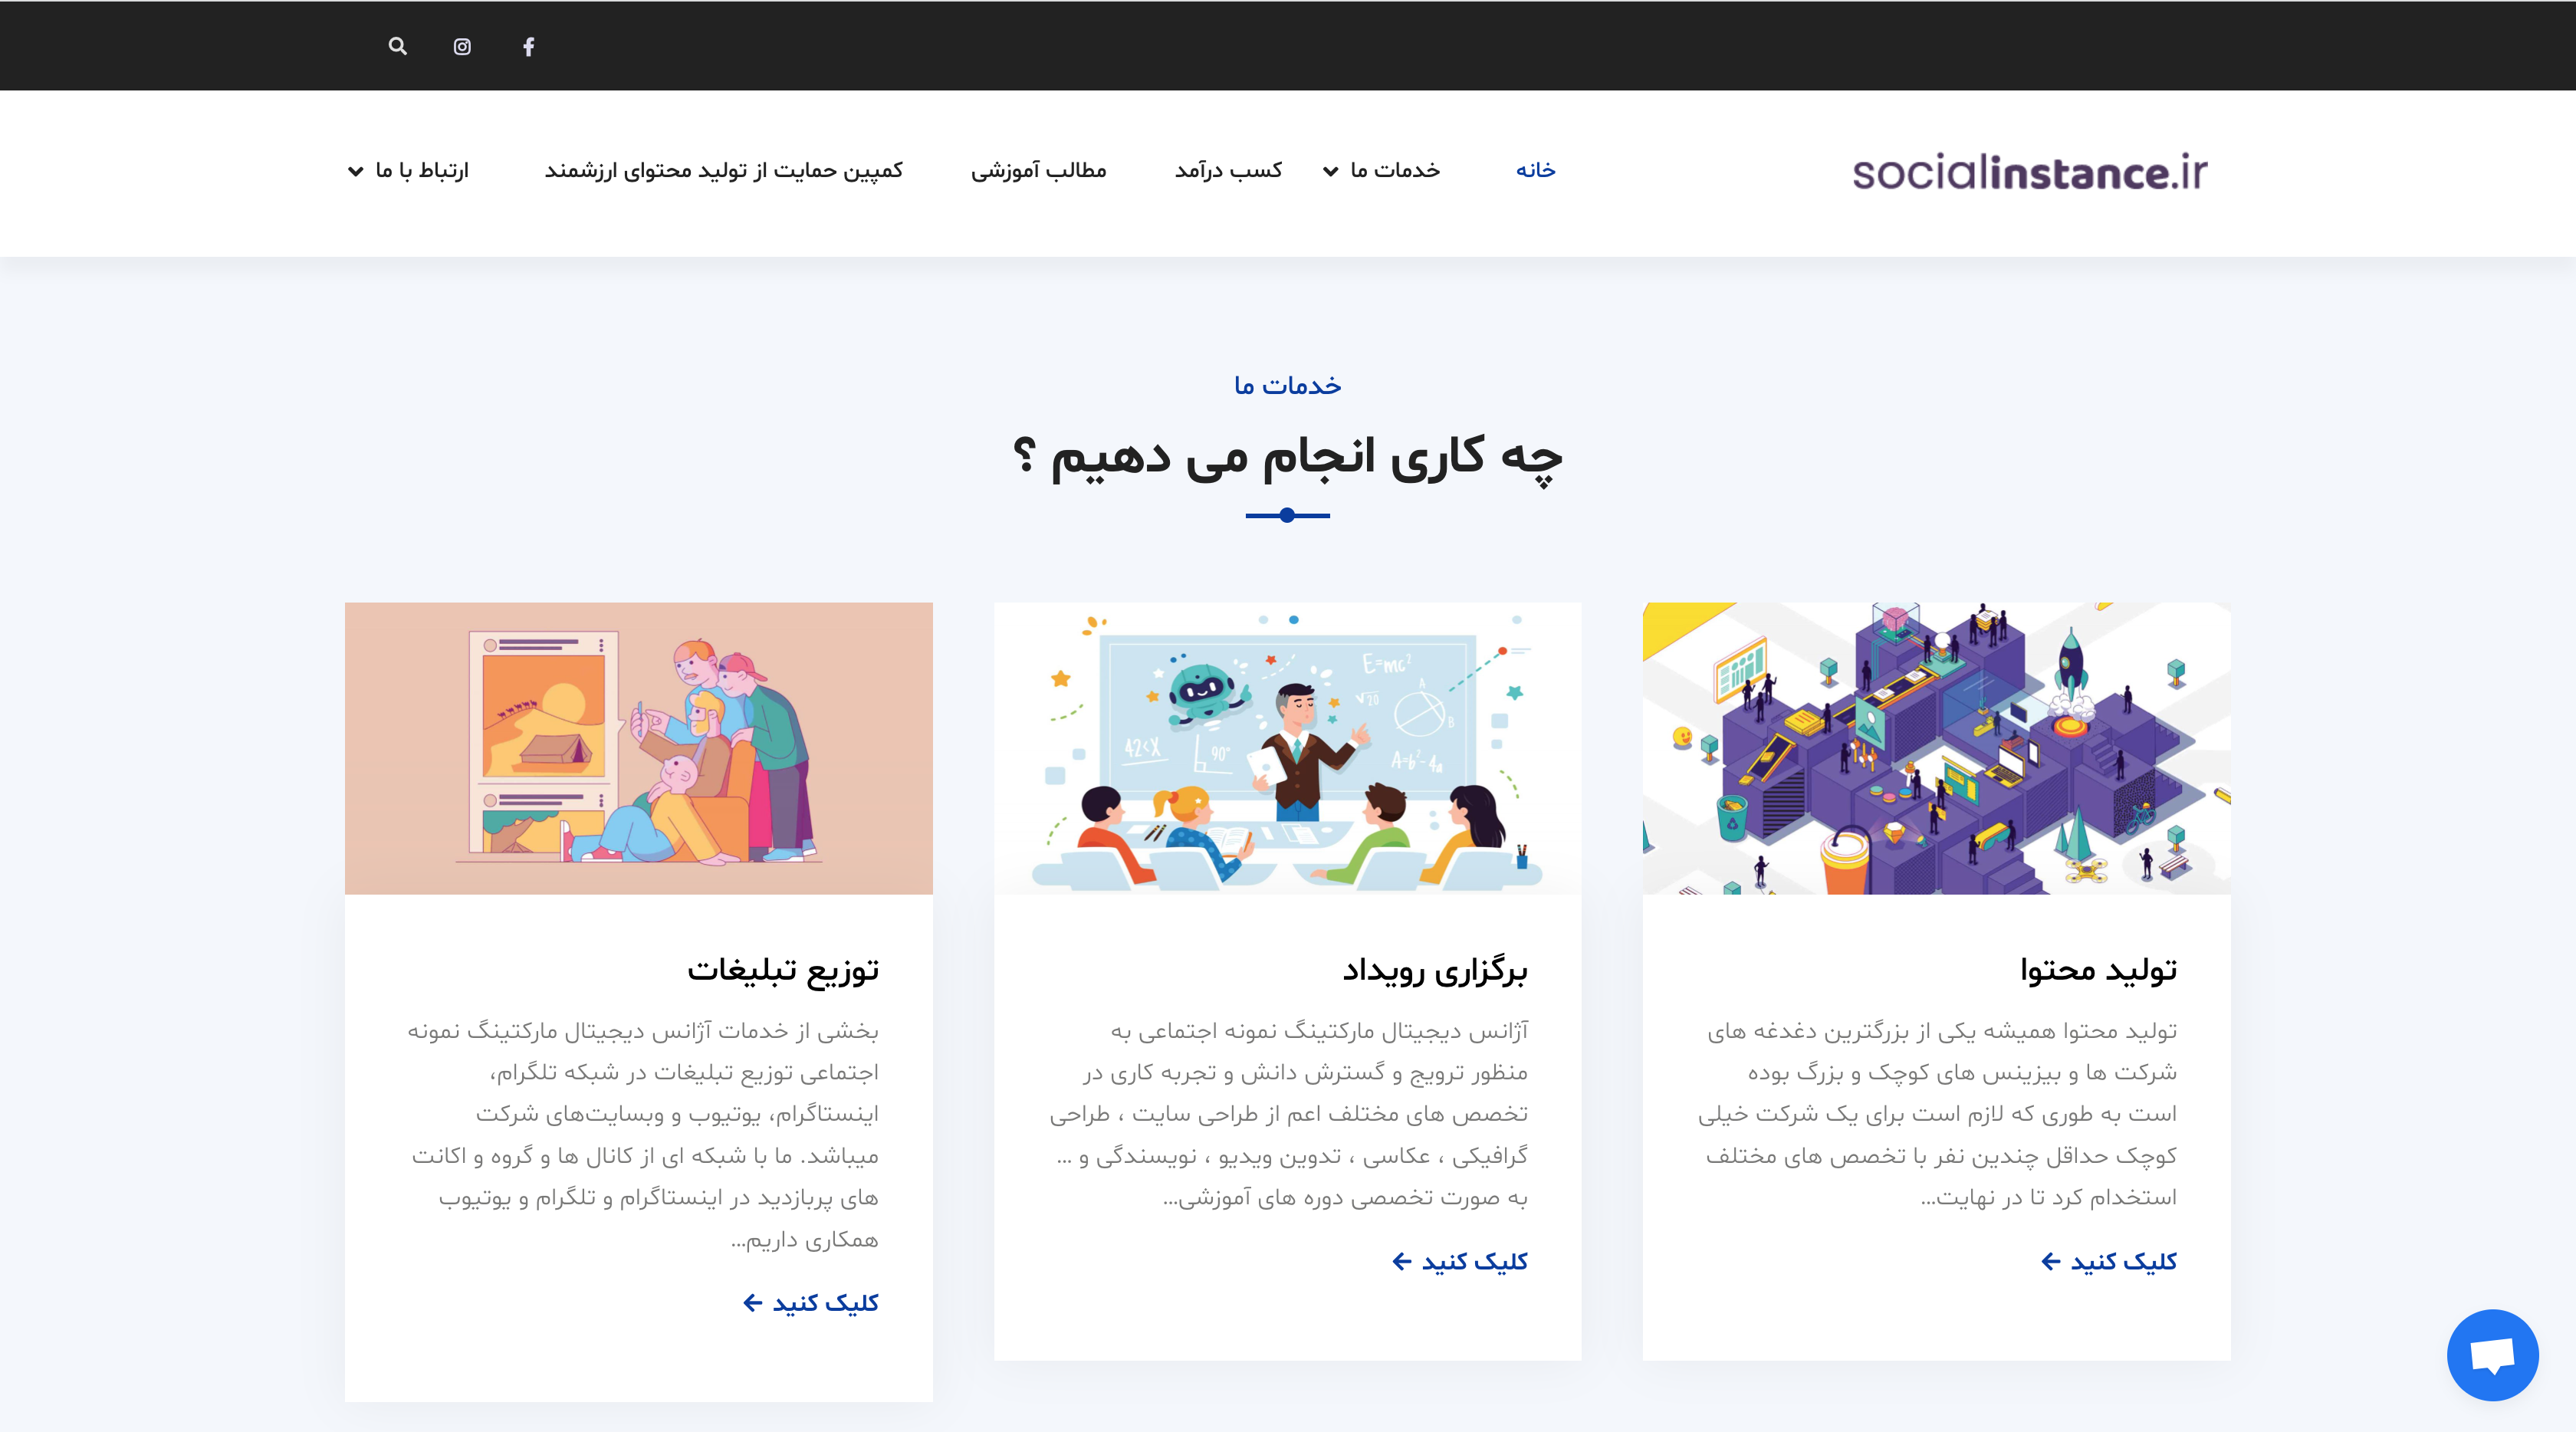 socialinstance.ir
خانه
خدمات ما
کسب درآمد
مطالب آموزشی
کمپین حمایت از تولید محتوای ارزشمند
ارتباط با ما
خدمات ما
چه کاری انجام می دهیم ؟
تولید محتوا
تولید محتوا همیشه یکی از بزرگترین دغدغه های
شرکت ها و بیزینس های کوچک و بزرگ بوده
است به طوری که لازم است برای یک شرکت خیلی
کوچک حداقل چندین نفر با تخصص های مختلف
استخدام کرد تا در نهایت...
کلیک کنید
E=mc²
√20
A
B
42<X
90°
A=6²-4a
برگزاری رویداد
آژانس دیجیتال مارکتینگ نمونه اجتماعی به
منظور ترویج و گسترش دانش و تجربه کاری در
تخصص های مختلف اعم از طراحی سایت ، طراحی
گرافیکی ، عکاسی ، تدوین ویدیو ، نویسندگی و ...
به صورت تخصصی دوره های آموزشی...
کلیک کنید
توزیع تبلیغات
بخشی از خدمات آژانس دیجیتال مارکتینگ نمونه
اجتماعی توزیع تبلیغات در شبکه تلگرام،
اینستاگرام، یوتیوب و وبسایت‌های شرکت
میباشد. ما با شبکه ای از کانال ها و گروه و اکانت
های پربازدید در اینستاگرام و تلگرام و یوتیوب
همکاری داریم...
کلیک کنید